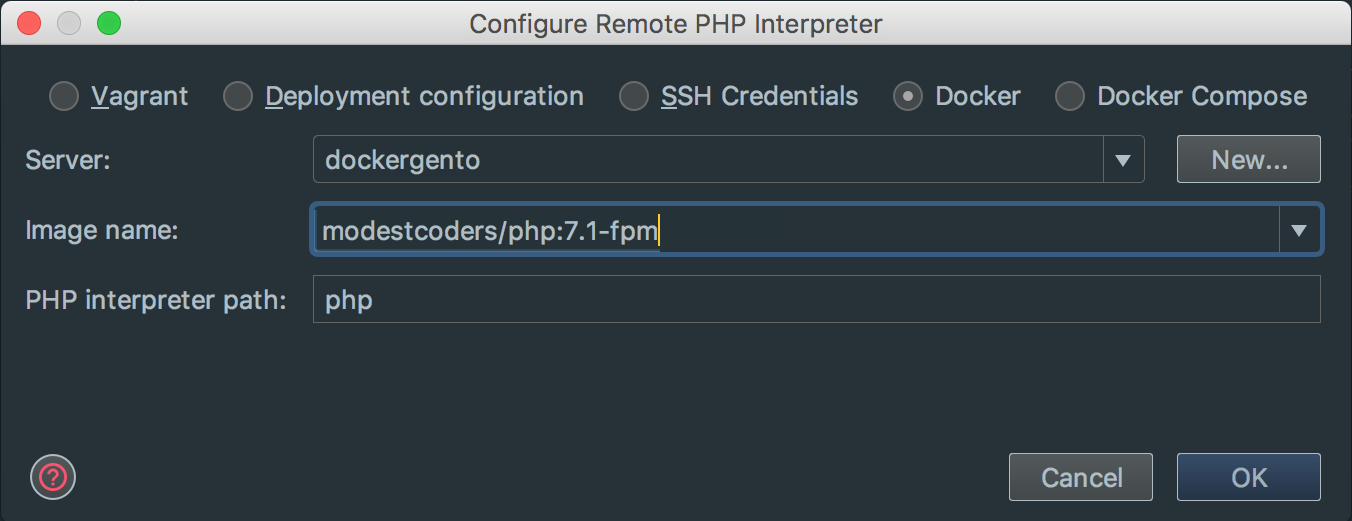 Configure Remote PHP Interpreter
Vagrant Deployment configuration SSH Credentials Docker Docker Compose
Server: dockergento New...
Image name: modestcoders/php:7.1-fpm
PHP interpreter path: php
? Cancel OK